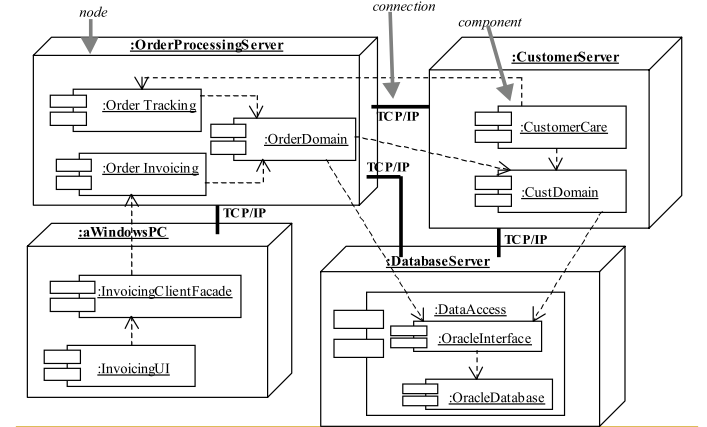 node
connection
component
:OrderProcessingServer
:CustomerServer
:Order Tracking
TCP/IP
:OrderDomain
:CustomerCare
:Order Invoicing
TCP/IP
:CustDomain
TCP/IP
:aWindowsPC
TCP/IP
:DatabaseServer
:InvoicingClientFacade
:DataAccess
:OracleInterface
:InvoicingUI
:OracleDatabase